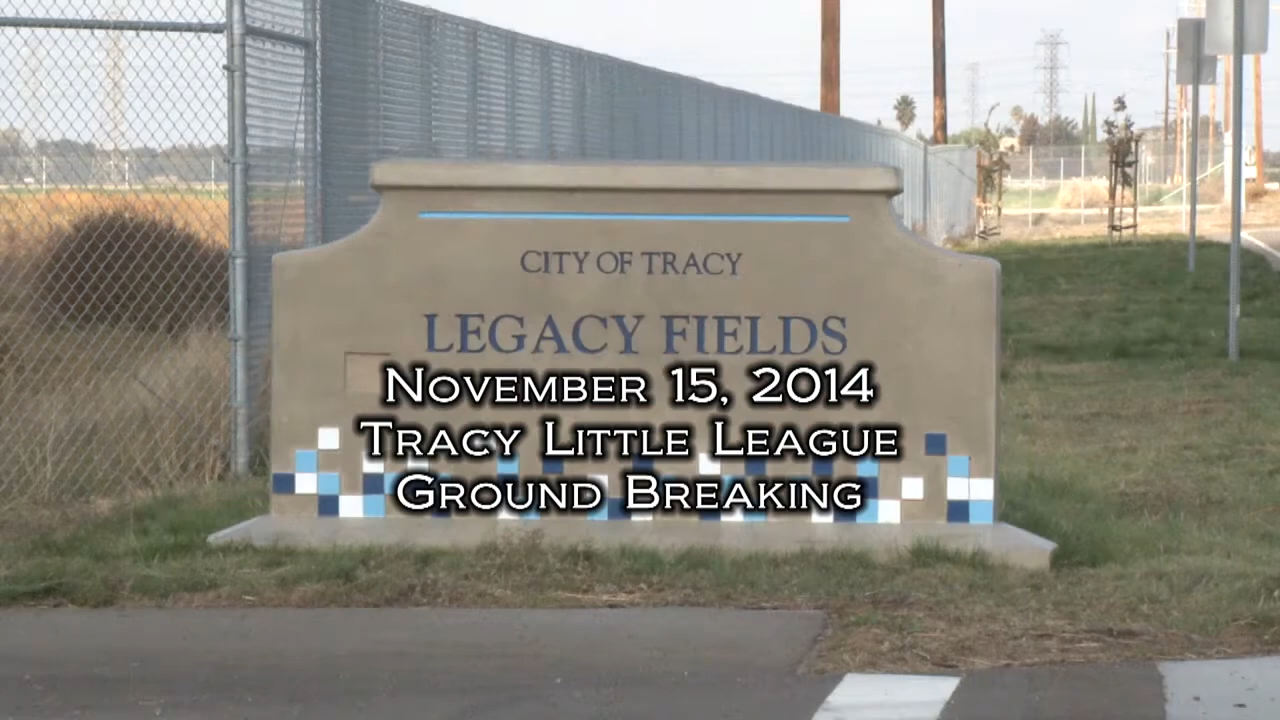 CITY OF TRACY
LEGACY FIELDS
November 15, 2014
Tracy Little League
Ground Breaking